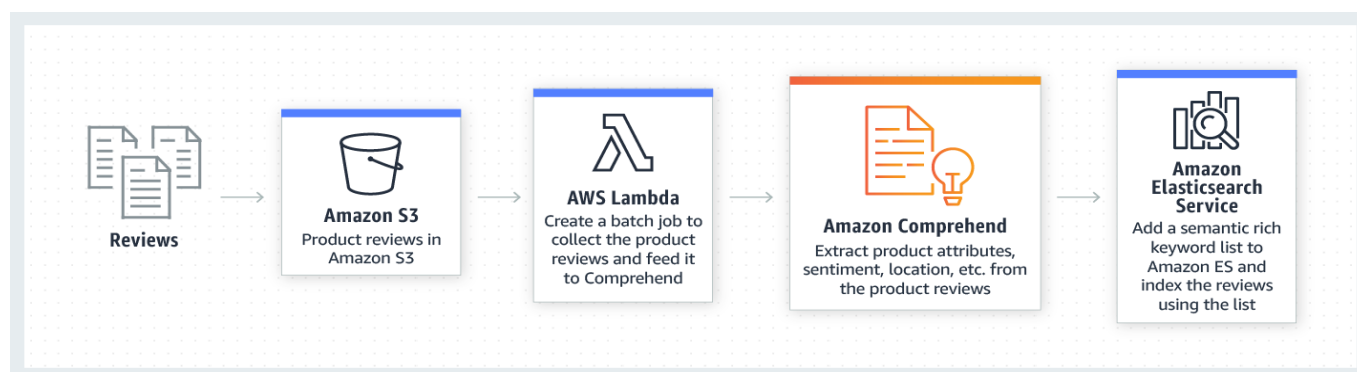 Reviews
Amazon S3
Product reviews in
Amazon S3
AWS Lambda
Create a batch job to
collect the product
reviews and feed it
to Comprehend
Amazon Comprehend
Extract product attributes,
sentiment, location, etc. from
the product reviews
Amazon
Elasticsearch
Service
Add a semantic rich
keyword list to
Amazon ES and
index the reviews
using the list